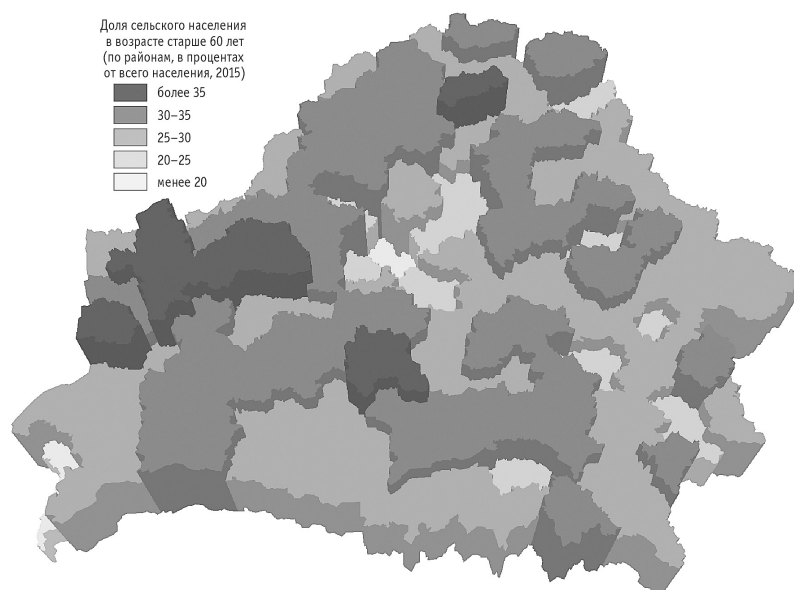 Доля сельского населения
в возрасте старше 60 лет
(по районам, в процентах
от всего населения, 2015)
более 35
30–35
25–30
20–25
менее 20